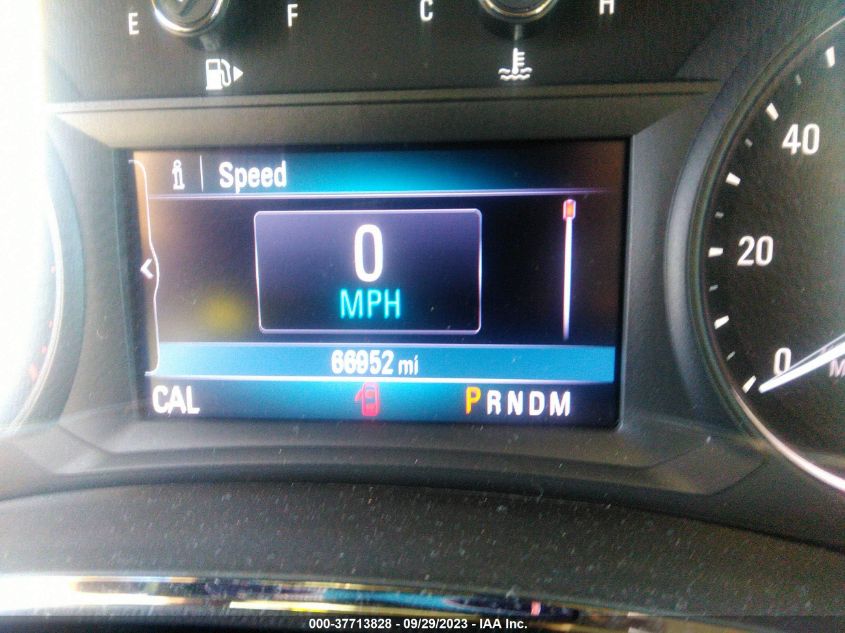 E F C H
Speed
40
0
MPH
20
66952 mi
0
CAL PRNDM
000-37713828 - 09/29/2023 - IAA Inc.